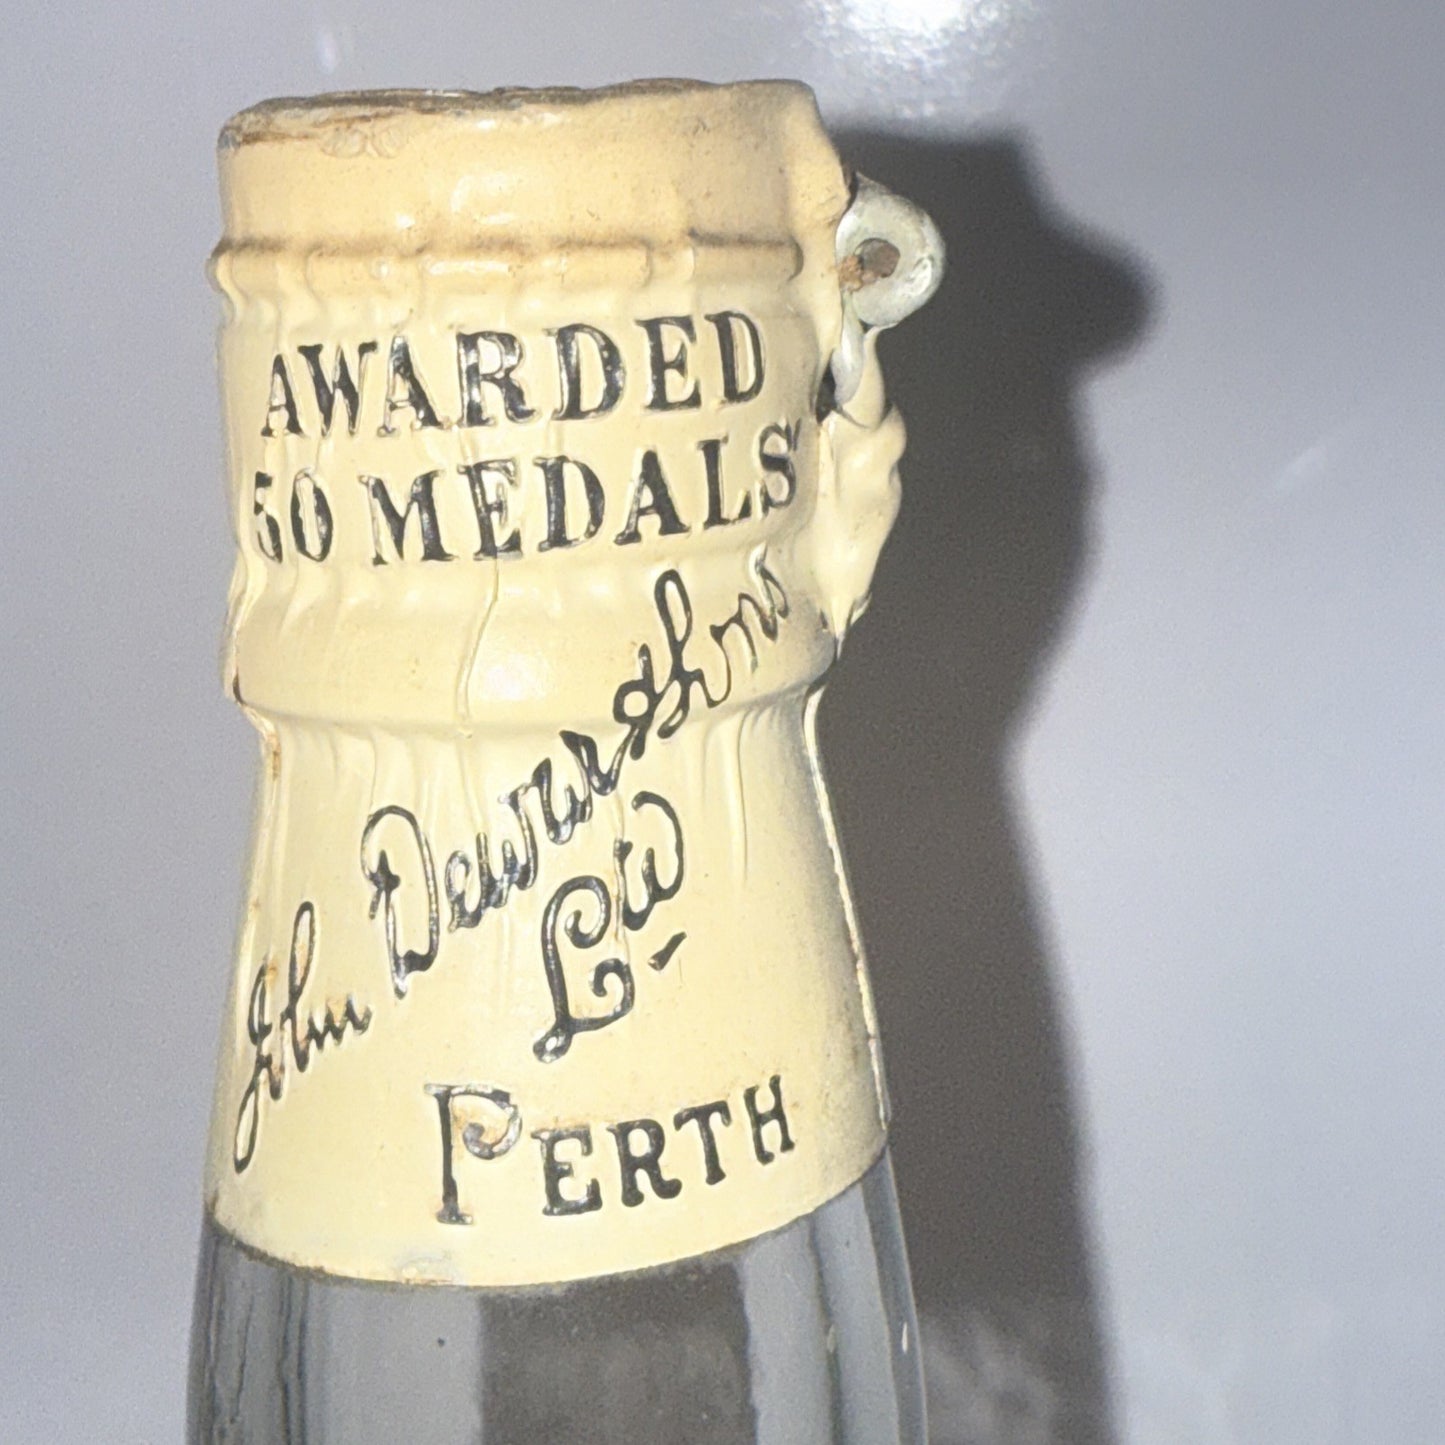 AWARDED
50 MEDALS
John Dewar & Sons
Ltd
PERTH